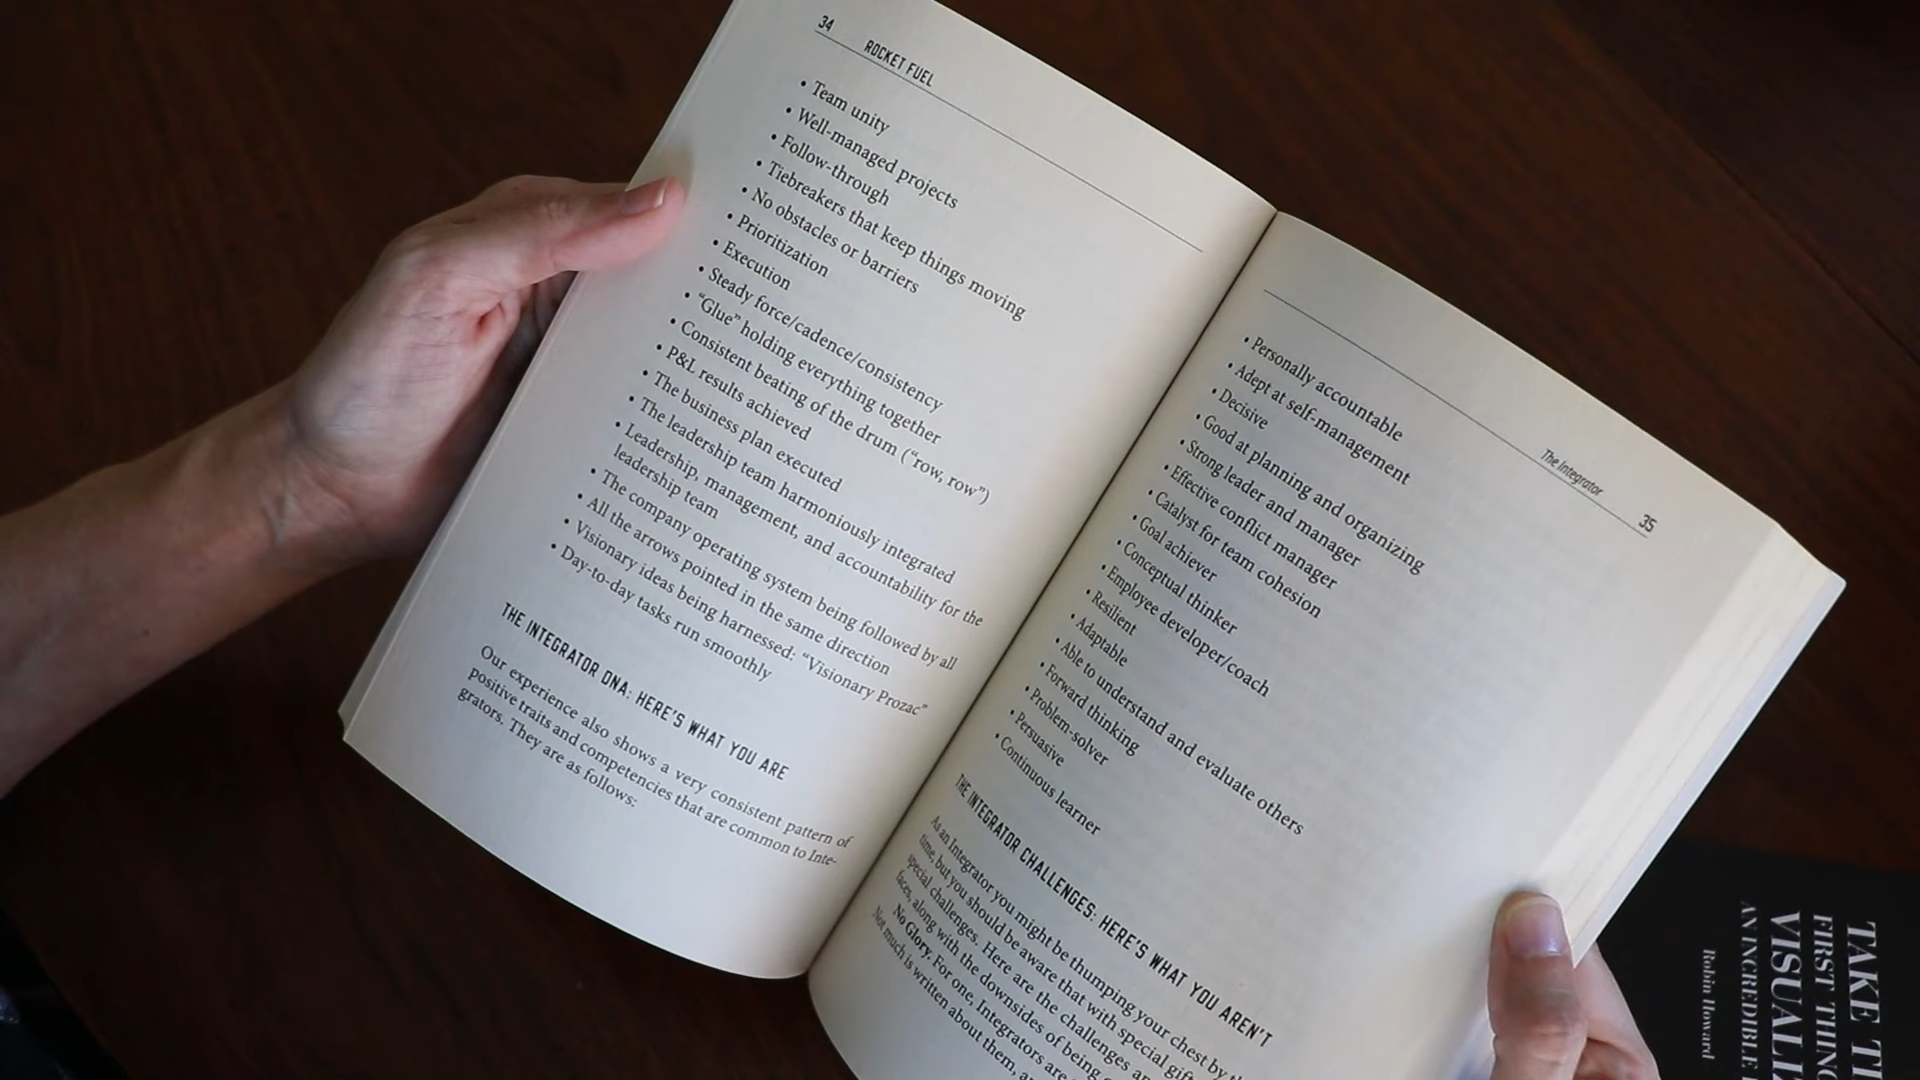 34 ROCKET FUEL
• Team unity
• Well-managed projects
• Follow-through
• Tiebreakers that keep things moving
• No obstacles or barriers
• Prioritization
• Execution
• Steady force/cadence/consistency
• “Glue” holding everything together
• Consistent beating of the drum (“row, row”)
• P&L results achieved
• The business plan executed
• The leadership team harmoniously integrated
• Leadership, management, and accountability for the
leadership team
• The company operating system being followed by all
• All the arrows pointed in the same direction
• Visionary ideas being harnessed: “Visionary Prozac”
• Day-to-day tasks run smoothly
THE INTEGRATOR DNA: HERE’S WHAT YOU ARE
Our experience also shows a very consistent pattern of
positive traits and competencies that are common to Inte-
grators. They are as follows:
The Integrator 35
• Personally accountable
• Adept at self-management
• Decisive
• Good at planning and organizing
• Strong leader and manager
• Effective conflict manager
• Catalyst for team cohesion
• Goal achiever
• Conceptual thinker
• Employee developer/coach
• Resilient
• Adaptable
• Able to understand and evaluate others
• Forward thinking
• Problem-solver
• Persuasive
• Continuous learner
THE INTEGRATOR CHALLENGES: HERE’S WHAT YOU AREN’T
As an Integrator you might be thumping your chest by
time, but you should be aware that with special
special challenges. Here are the challenges
faces, along with the downsides of being
No Glory. For one, Integrators are
Not much is written about them,
TAKE
FIRST
AN INCREDIBLE
Robin Howard